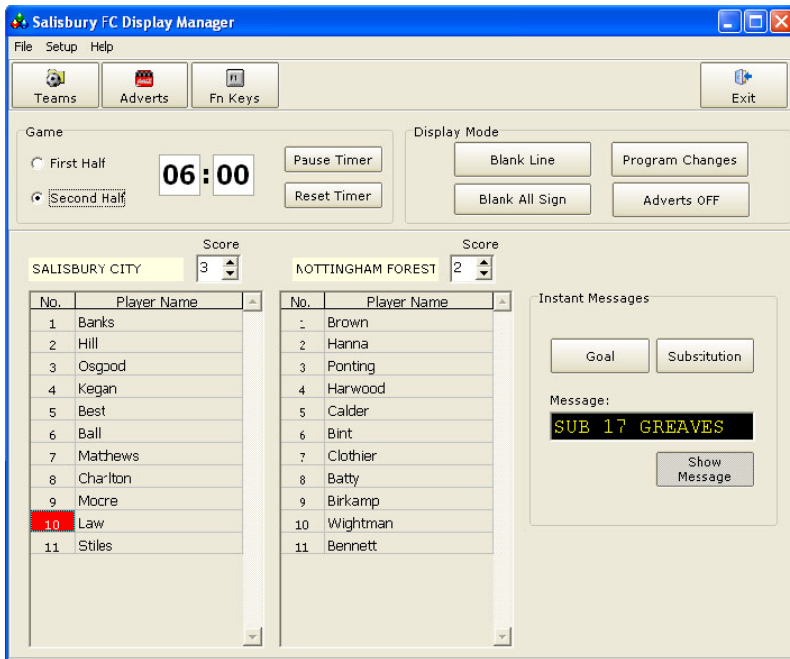 Salisbury FC Display Manager
File Setup Help
Teams Adverts F1 Fn Keys Exit
Game
First Half
Second Half
06:00
Pause Timer
Reset Timer
Display Mode
Blank Line Program Changes
Blank All Sign Adverts OFF
Score
SALISBURY CITY 3
No. Player Name
1 Banks
2 Hill
3 Osgood
4 Kegan
5 Best
6 Ball
7 Matthews
8 Charlton
9 Moore
10 Law
11 Stiles
Score
NOTTINGHAM FOREST 2
No. Player Name
1 Brown
2 Hanna
3 Ponting
4 Harwood
5 Calder
6 Bint
7 Clothier
8 Batty
9 Birkamp
10 Wightman
11 Bennett
Instant Messages
Goal Substitution
Message:
SUB 17 GREAVES
Show
Message